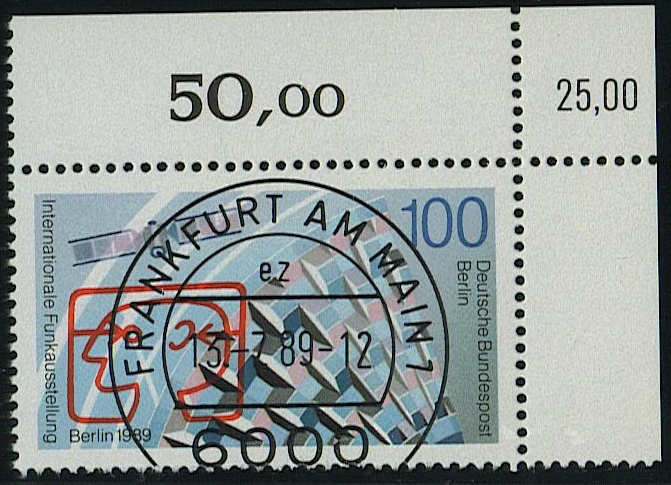 50,00
25,00
100
Deutsche Bundespost
Berlin
Internationale Funkausstellung
Berlin 1989
FRANKFURT AM MAIN 1
ez
13.-7.89-12
6000